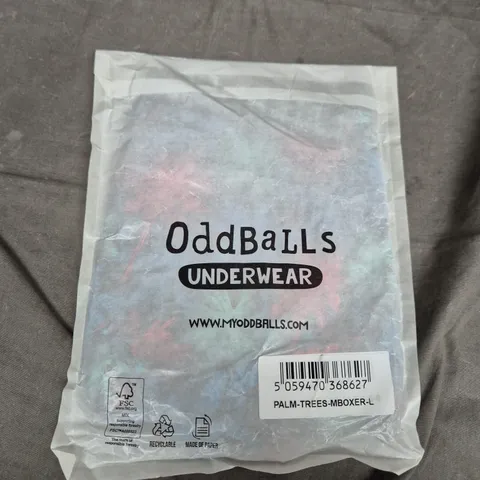 OddBaLLs
UNDERWEAR
WWW.MYODDBALLS.COM
5 059470 368627
PALM-TREES-MBOXER-L
FSC
RECYCLABLE
MADE OF PAPER